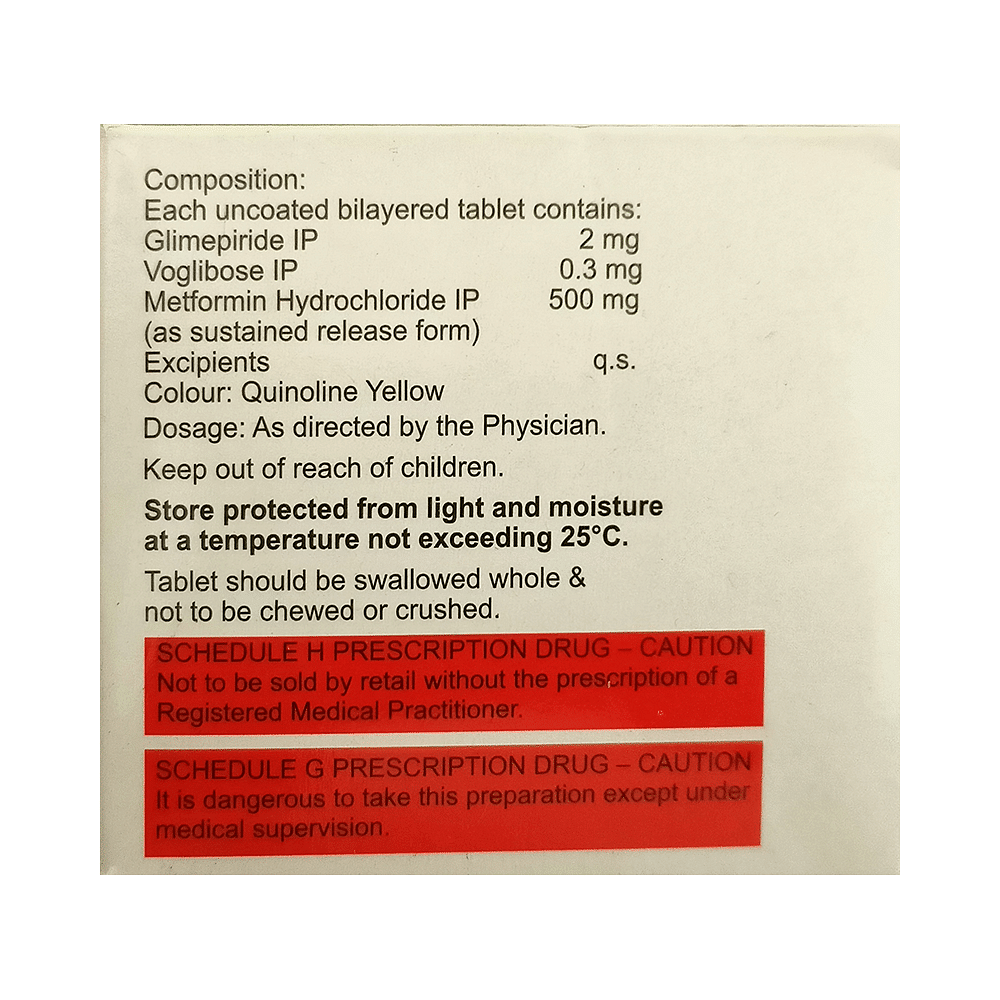 Composition:
Each uncoated bilayered tablet contains:
Glimepiride IP 2 mg
Voglibose IP 0.3 mg
Metformin Hydrochloride IP 500 mg
(as sustained release form)
Excipients q.s.
Colour: Quinoline Yellow
Dosage: As directed by the Physician.
Keep out of reach of children.
Store protected from light and moisture
at a temperature not exceeding 25°C.
Tablet should be swallowed whole &
not to be chewed or crushed.
SCHEDULE H PRESCRIPTION DRUG – CAUTION
Not to be sold by retail without the prescription of a
Registered Medical Practitioner.
SCHEDULE G PRESCRIPTION DRUG – CAUTION
It is dangerous to take this preparation except under
medical supervision.